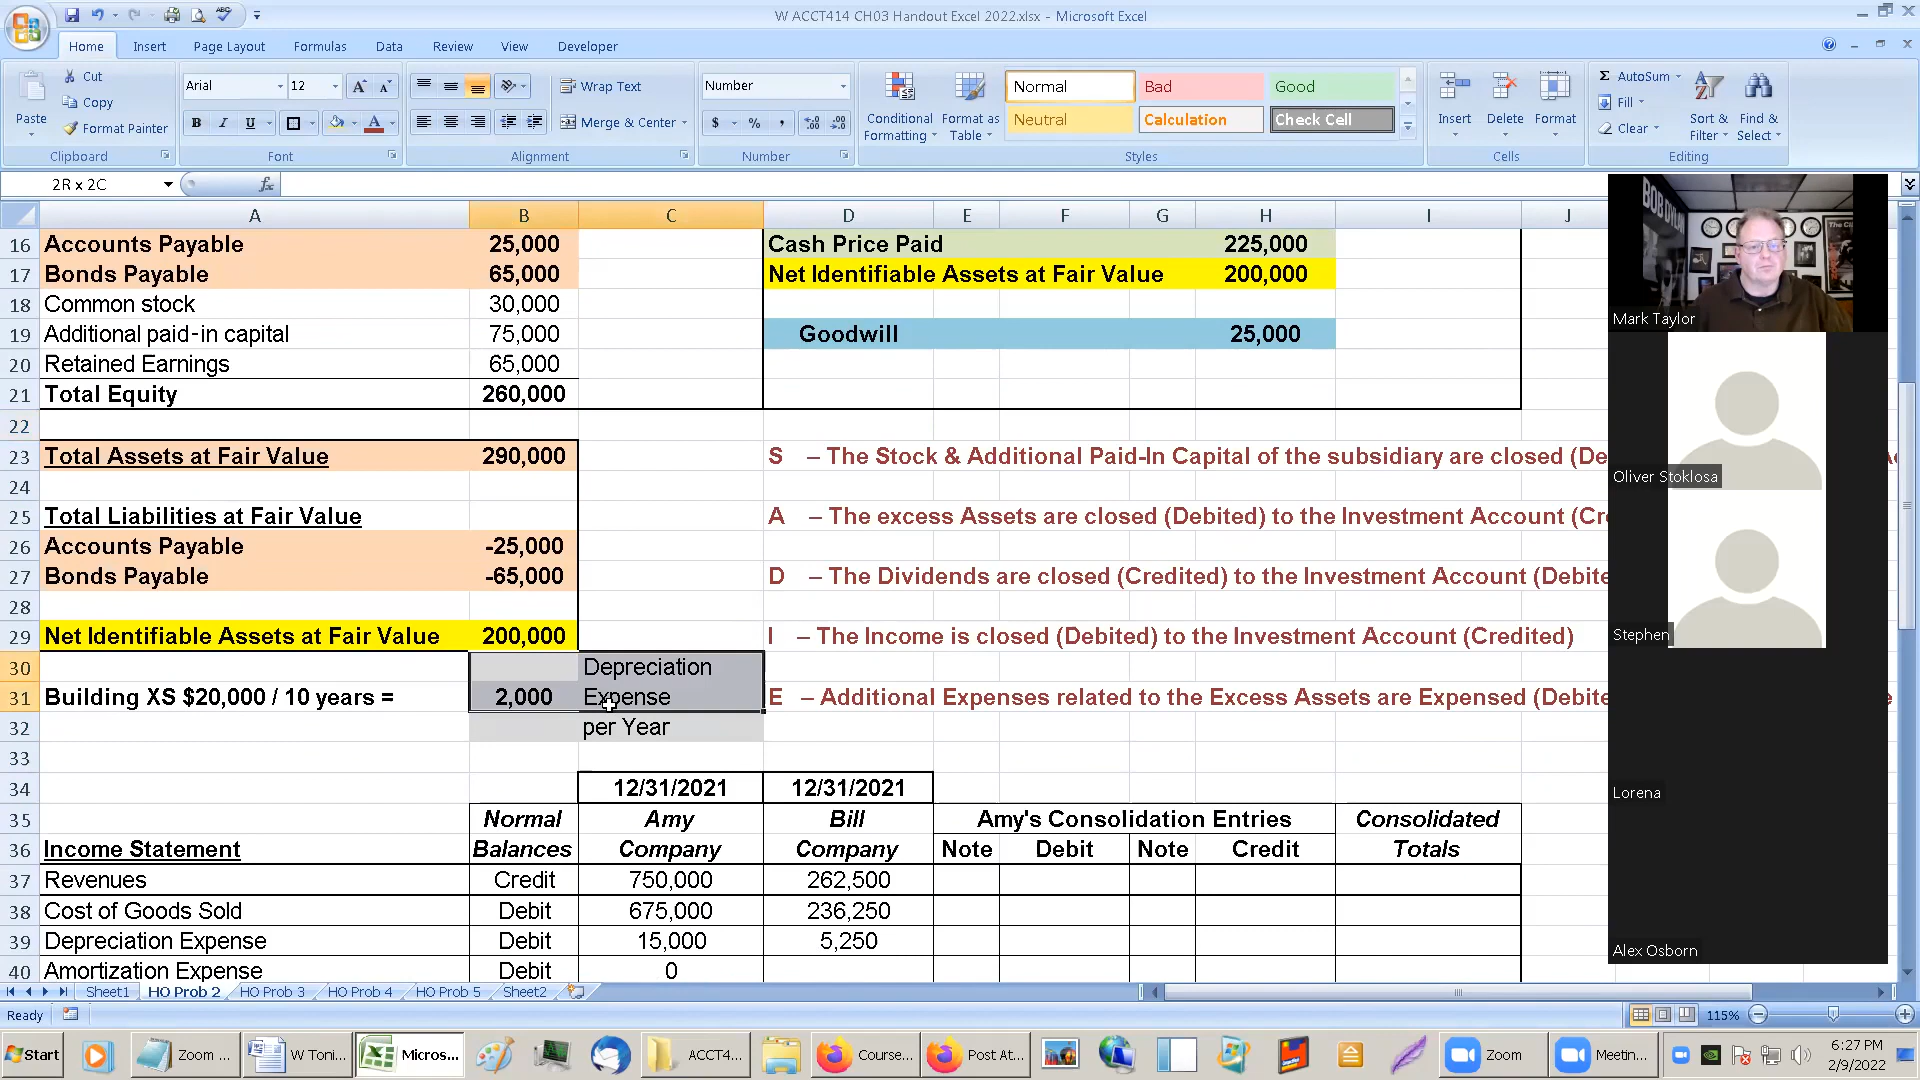 W ACCT414 CH03 Handout Excel 2022.xlsx - Microsoft Excel
Home Insert Page Layout Formulas Data Review View Developer
Paste Cut Copy Format Painter Clipboard
Arial 12 B I U Font
Wrap Text Merge & Center Alignment
Number $ % , Number
Conditional Formatting Format as Table Normal Bad Good Neutral Calculation Check Cell Styles
Insert Delete Format Cells
Σ AutoSum Fill Clear Sort & Filter Find & Select Editing
2R x 2C fx
A B C D E F G H I J
16 Accounts Payable 25,000 Cash Price Paid 225,000
17 Bonds Payable 65,000 Net Identifiable Assets at Fair Value 200,000
18 Common stock 30,000
19 Additional paid-in capital 75,000 Goodwill 25,000
20 Retained Earnings 65,000
21 Total Equity 260,000
22
23 Total Assets at Fair Value 290,000 S – The Stock & Additional Paid-In Capital of the subsidiary are closed (De
24
25 Total Liabilities at Fair Value A – The excess Assets are closed (Debited) to the Investment Account (Cr
26 Accounts Payable -25,000
27 Bonds Payable -65,000 D – The Dividends are closed (Credited) to the Investment Account (Debite
28
29 Net Identifiable Assets at Fair Value 200,000 I – The Income is closed (Debited) to the Investment Account (Credited)
30 Depreciation
31 Building XS $20,000 / 10 years = 2,000 Expense E – Additional Expenses related to the Excess Assets are Expensed (Debite
32 per Year
33
34 12/31/2021 12/31/2021
35 Normal Amy Bill Amy's Consolidation Entries Consolidated
36 Income Statement Balances Company Company Note Debit Note Credit Totals
37 Revenues Credit 750,000 262,500
38 Cost of Goods Sold Debit 675,000 236,250
39 Depreciation Expense Debit 15,000 5,250
40 Amortization Expense Debit 0
BOB DYLAN
Mark Taylor
Oliver Stoklosa
Stephen
Lorena
Alex Osborn
Sheet1 HO Prob 2 HO Prob 3 HO Prob 4 HO Prob 5 Sheet2
Ready 115%
Start Zoom ... W Toni... Micros... ACCT4... Course... Post At... Zoom Meetin...
6:27 PM
2/9/2022